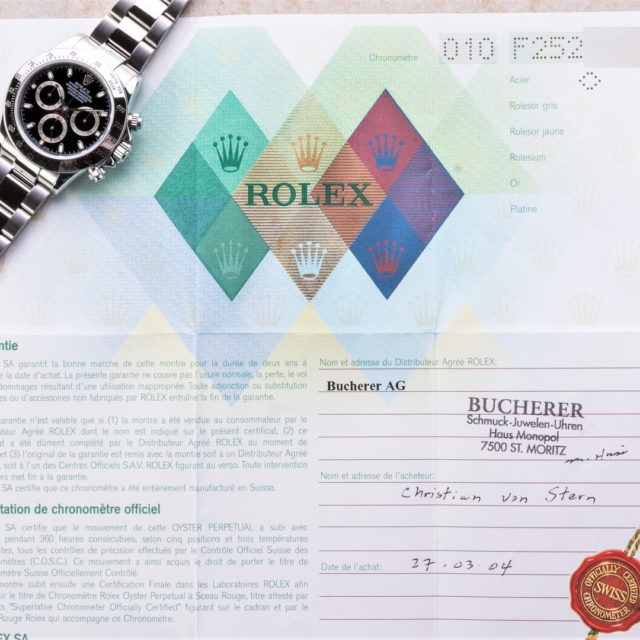 Chronomètre
010 F252
Acier
Rolesor gris
Rolesor jaune
Rolesium
Or
Platine
ROLEX
ntie
SA garantit la bonne marche de cette montre pour la durée de deux ans à
la date d'achat. La présente garantie ne couvre pas l'usure normale, la perte, le vol
dommages résultant d'une utilisation inappropriée. Toute adjonction ou substitution
es ou d'accessoires non fabriqués par ROLEX entraîne la fin de la garantie.
arantie n'est valable que si (1) la montre a été vendue au consommateur par le
teur Agréé ROLEX dont le nom est indiqué sur le présent certificat, (2) ce
at a été dûment complété par le Distributeur Agréé ROLEX au moment de
et (3) l'original de la garantie est remis avec la montre soit à un Distributeur Agréé
, soit à l'un des Centres Officiels S.A.V. ROLEX figurant au verso. Toute intervention
ers met fin à la garantie.
SA certifie que ce chronomètre a été entièrement manufacturé en Suisse.
tation de chronomètre officiel
SA certifie que le mouvement de cette OYSTER PERPETUAL a subi avec
pendant 360 heures consécutives, selon cinq positions et trois températures
tes, tous les contrôles de précision effectués par le Contrôle Officiel Suisse des
mètres (C.O.S.C.). Ce mouvement a ainsi acquis le droit de porter le titre de
mètre Suisse Officiellement Contrôlé.
montre subit ensuite une Certification Finale dans les Laboratoires ROLEX afin
ir le titre de Chronomètre Rolex Oyster Perpetual à Sceau Rouge, titre attesté par
ts "Superlative Chronometer Officially Certified" figurant sur le cadran et par le
Rouge Rolex qui accompagne ce Chronomètre.
EX SA
Nom et adresse du Distributeur Agréé ROLEX:
Bucherer AG
BUCHERER
Schmuck-Juwelen-Uhren
Haus Monopol
7500 ST. MORITZ
Nom et adresse de l'acheteur:
Christian von Stern
Date de l'achat: 27.03.04
OFFICIALLY CERTIFIED
SWISS
CHRONOMETER